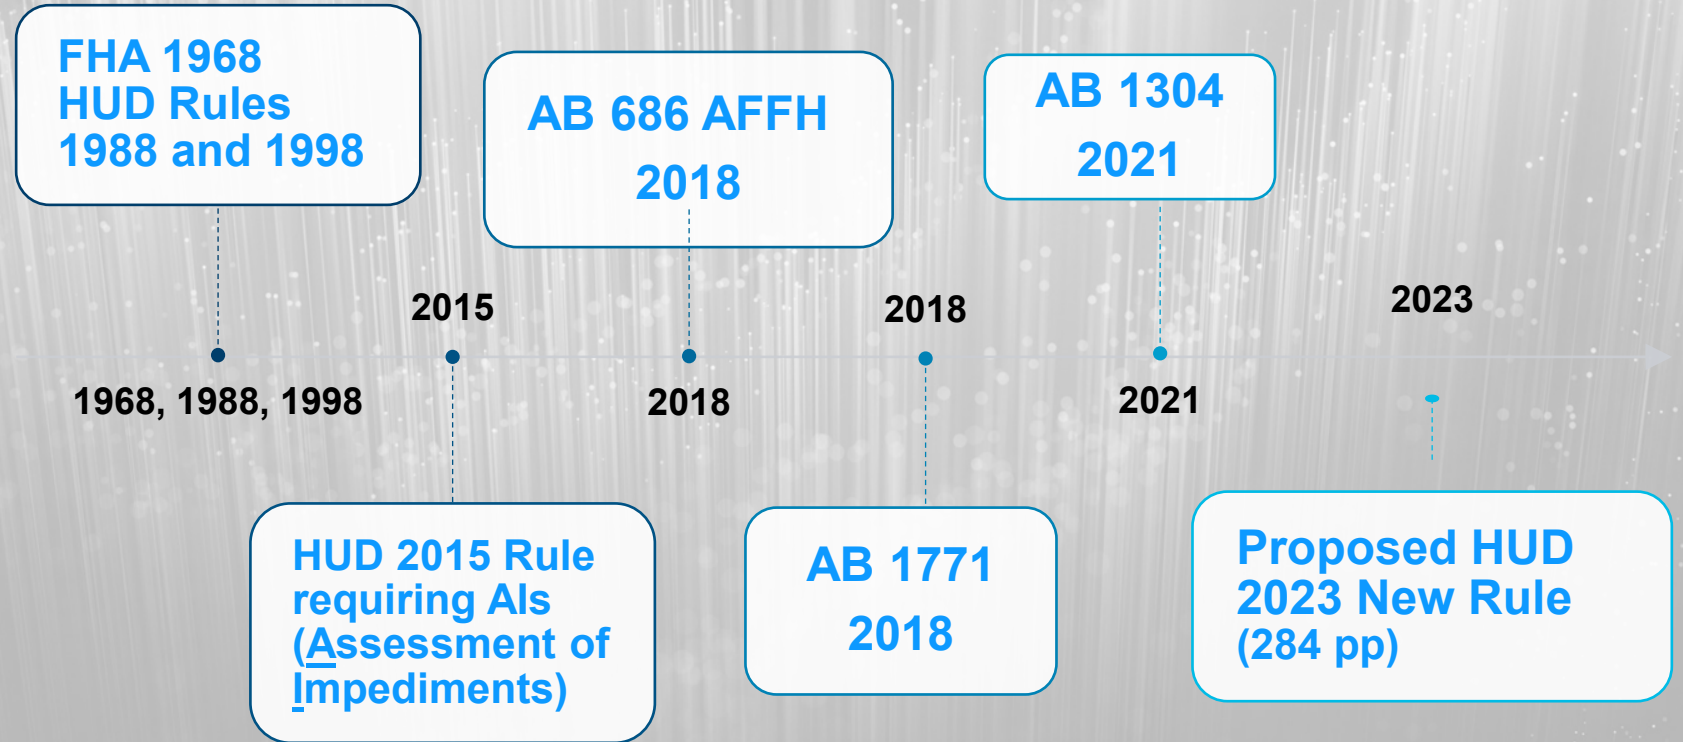 FHA 1968
HUD Rules
1988 and 1998
AB 686 AFFH
2018
AB 1304
2021
2015
2018
2023
1968, 1988, 1998
2018
2021
HUD 2015 Rule
requiring AIs
(Assessment of
Impediments)
AB 1771
2018
Proposed HUD
2023 New Rule
(284 pp)